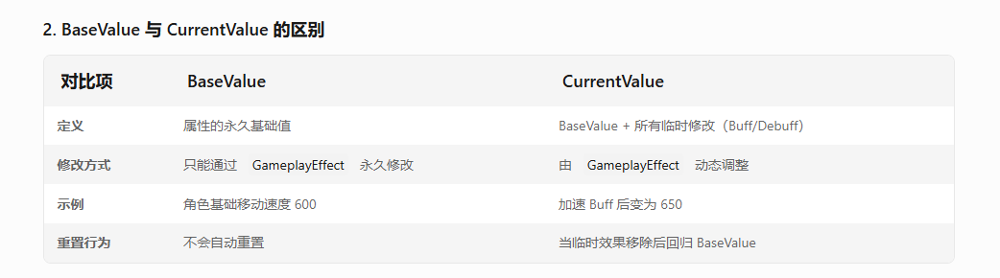 2. BaseValue 与 CurrentValue 的区别
对比项 BaseValue CurrentValue
定义 属性的永久基础值 BaseValue + 所有临时修改（Buff/Debuff）
修改方式 只能通过 GameplayEffect 永久修改 由 GameplayEffect 动态调整
示例 角色基础移动速度 600 加速 Buff 后变为 650
重置行为 不会自动重置 当临时效果移除后回归 BaseValue